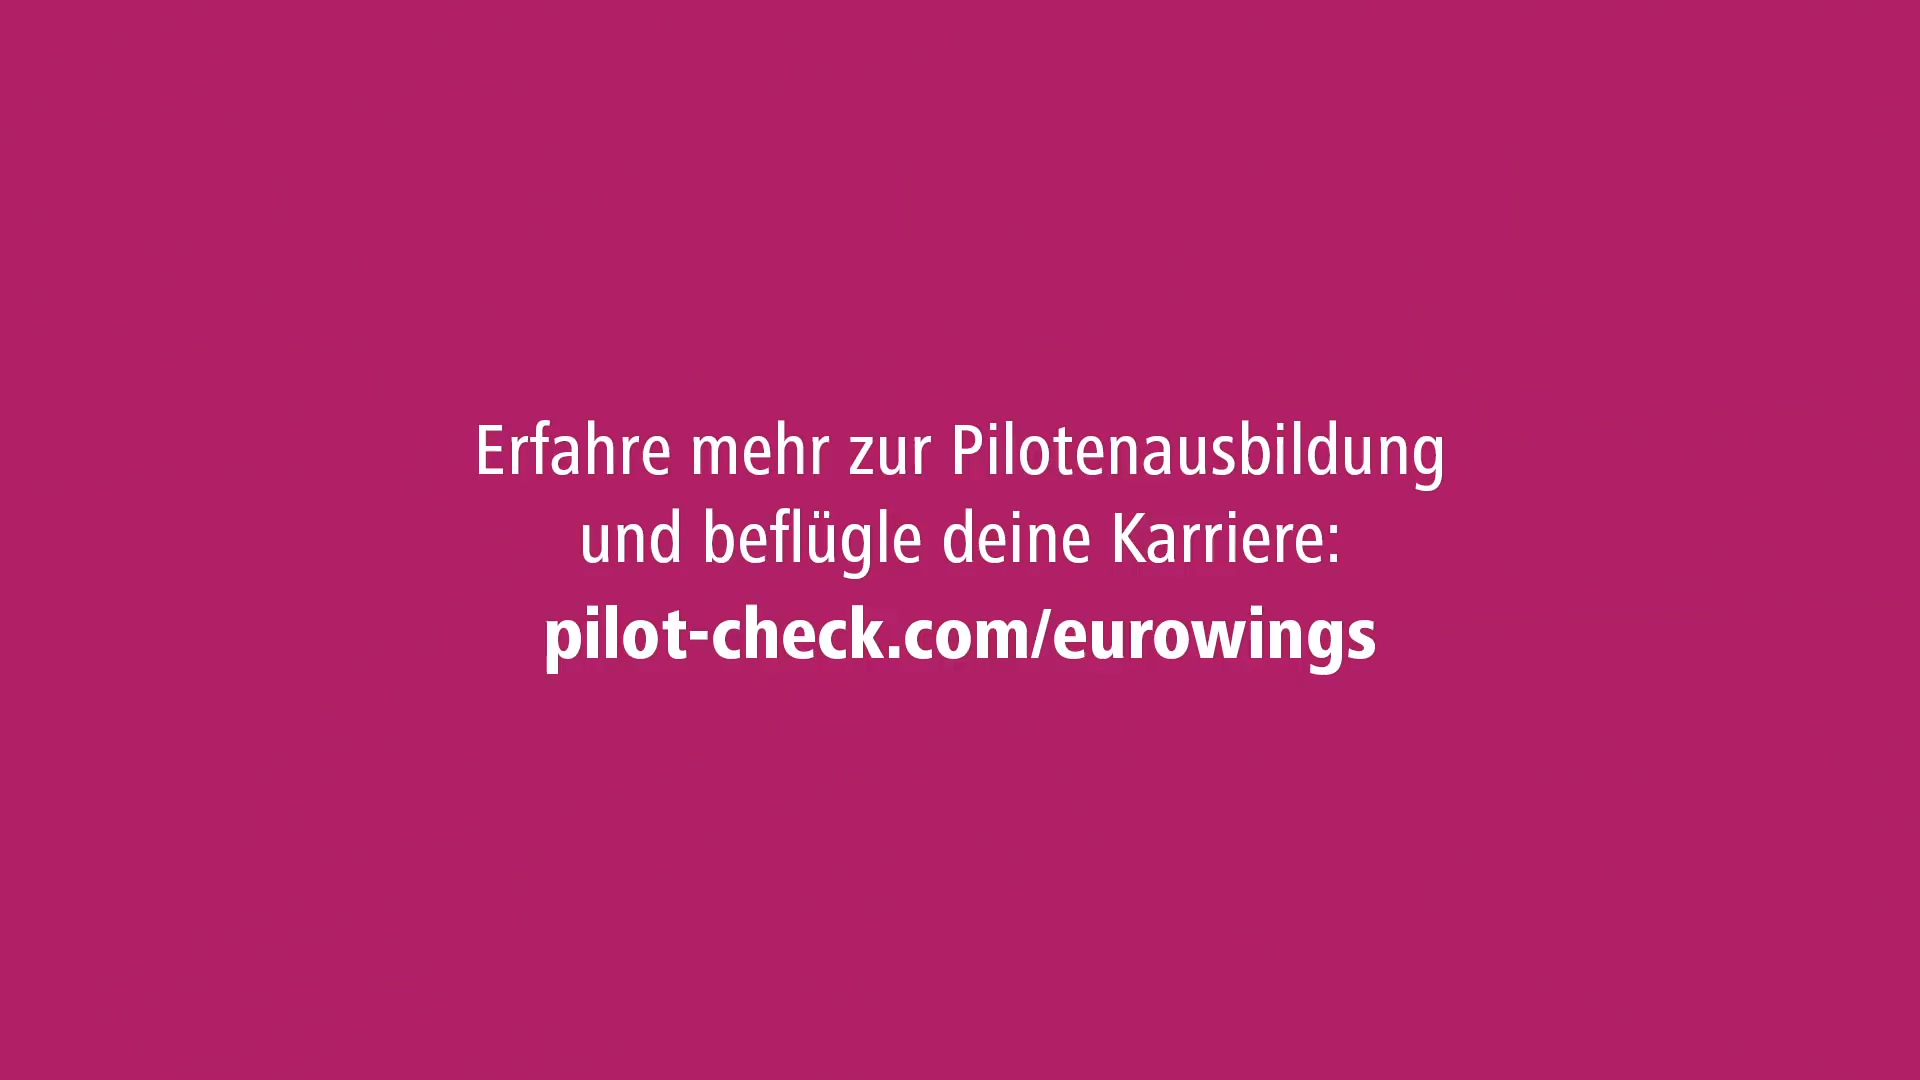 Erfahre mehr zur Pilotenausbildung
und beflügle deine Karriere:
pilot-check.com/eurowings